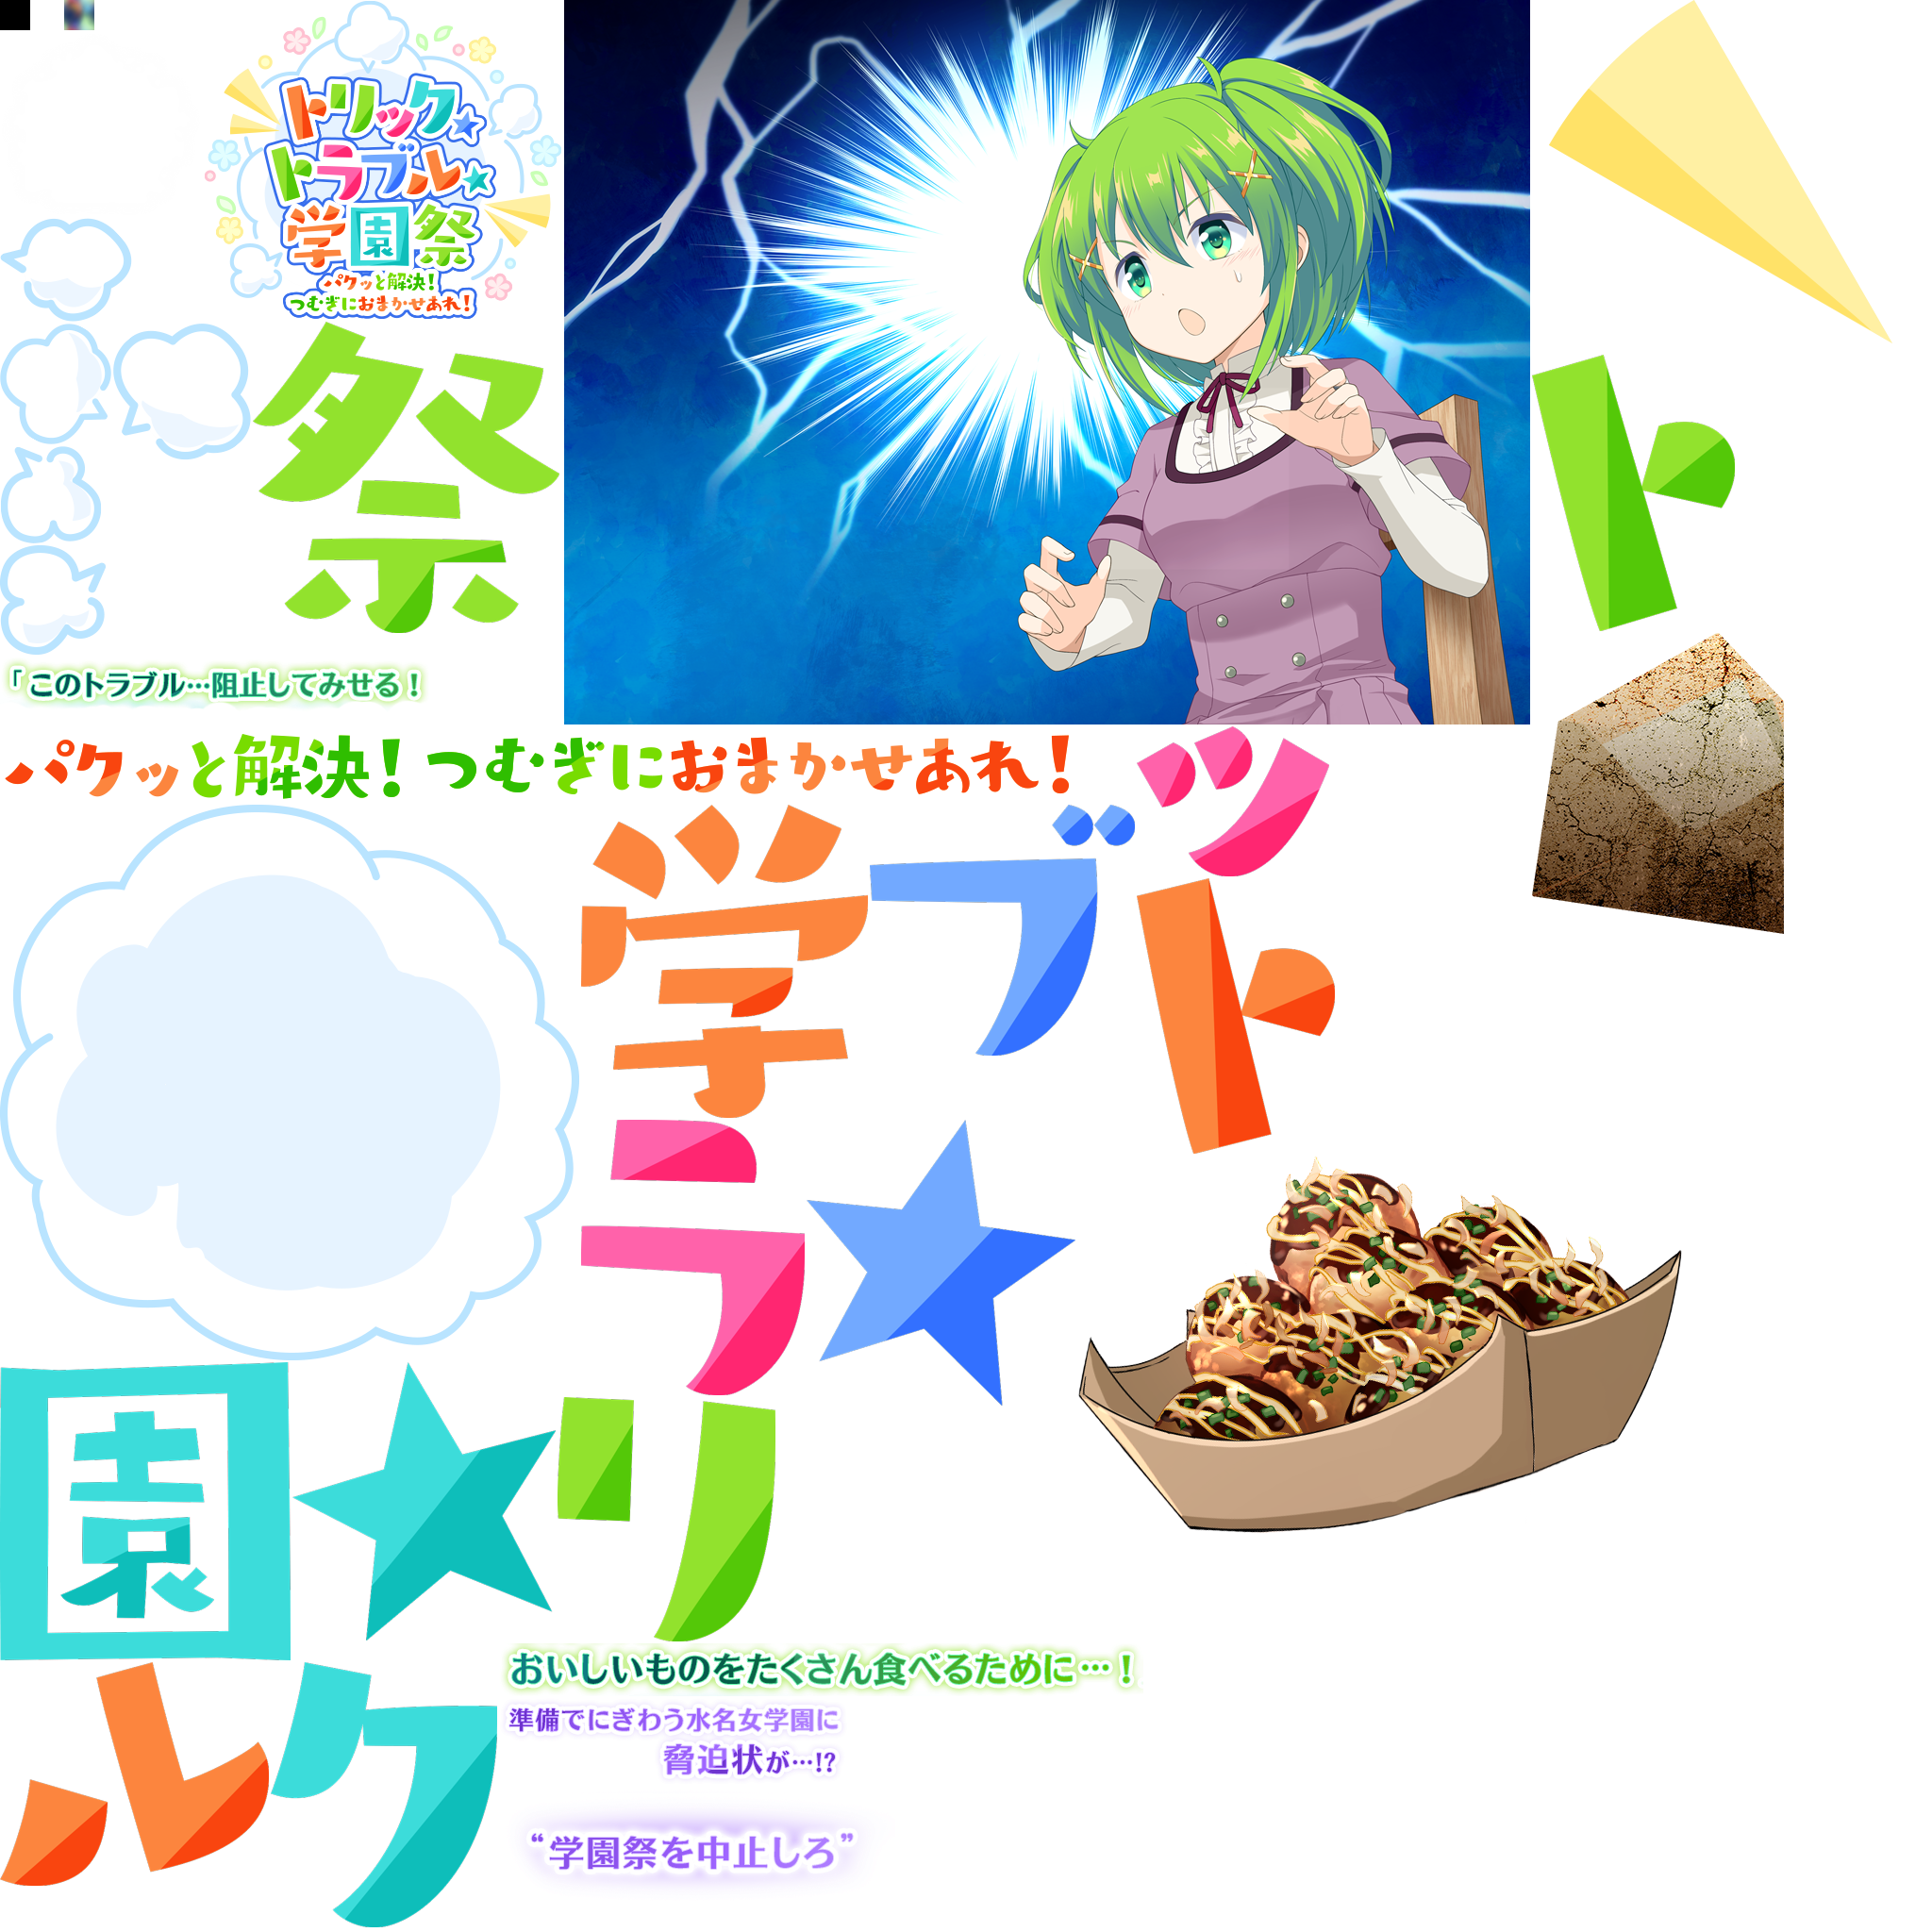 トリック☆
トラブル☆
学園祭
パクッと解決!
つむぎにおまかせあれ!
祭
ト
「このトラブル…阻止してみせる!
パクッと解決!つむぎにおまかせあれ!
ッ
学
ブ
ト
ラ
★
園
★
リ
ル
ク
おいしいものをたくさん食べるために…!
準備でにぎわう水名女学園に
脅迫状が…!?
“学園祭を中止しろ”